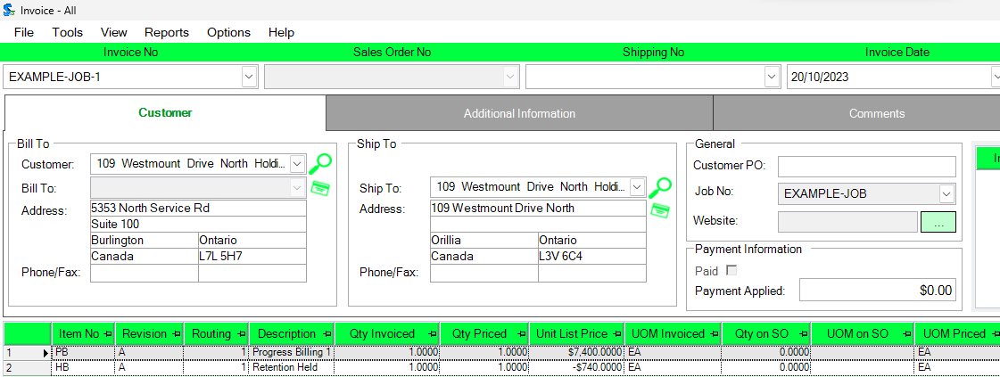 Invoice - All
File Tools View Reports Options Help
Invoice No Sales Order No Shipping No Invoice Date
EXAMPLE-JOB-1 20/10/2023
Customer Additional Information Comments
Bill To Ship To General
Customer: 109 Westmount Drive North Holdi... Customer PO:
Bill To: Ship To: 109 Westmount Drive North Holdi... Job No: EXAMPLE-JOB
Address: 5353 North Service Rd Address: 109 Westmount Drive North Website: ...
Suite 100
Burlington Ontario Orillia Ontario
Canada L7L 5H7 Canada L3V 6C4 Payment Information
Phone/Fax: Phone/Fax: Paid
Payment Applied: $0.00
Item No Revision Routing Description Qty Invoiced Qty Priced Unit List Price UOM Invoiced Qty on SO UOM on SO UOM Priced
1 PB A 1 Progress Billing 1 1.0000 1.0000 $7,400.0000 EA 0.0000 EA
2 HB A 1 Retention Held 1.0000 1.0000 -$740.0000 EA 0.0000 EA